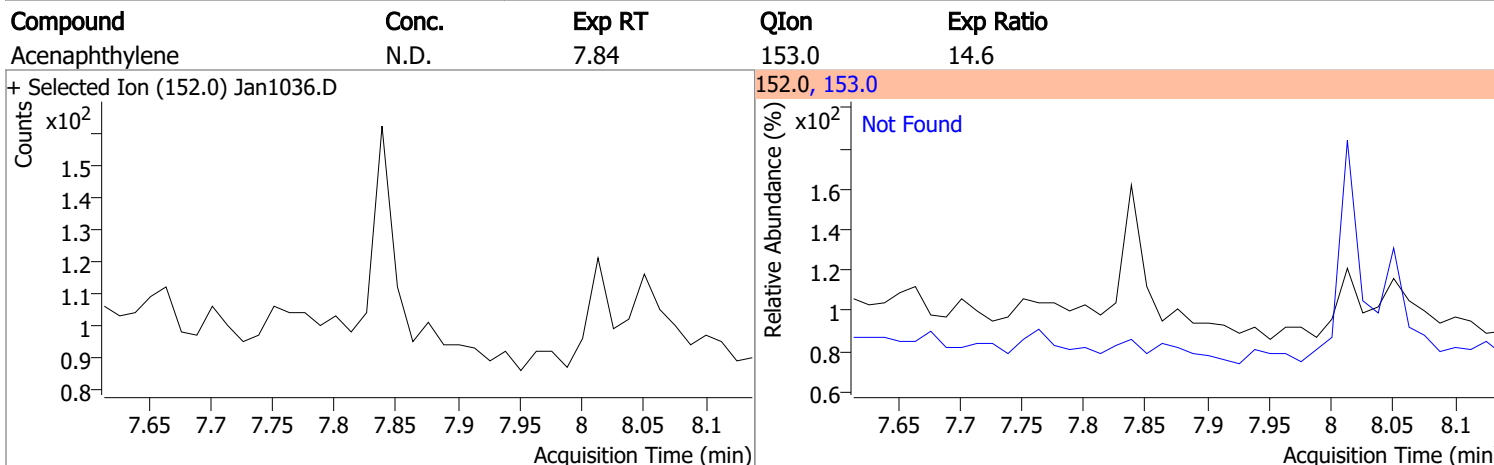 Compound Conc. Exp RT QIon Exp Ratio
Acenaphthylene N.D. 7.84 153.0 14.6
+ Selected Ion (152.0) Jan1036.D
Counts
x10²
1.5
1.4
1.3
1.2
1.1
1
0.9
0.8
7.65 7.7 7.75 7.8 7.85 7.9 7.95 8 8.05 8.1
Acquisition Time (min)
152.0, 153.0
Relative Abundance (%)
x10²
Not Found
1.6
1.4
1.2
1
0.8
0.6
7.65 7.7 7.75 7.8 7.85 7.9 7.95 8 8.05 8.1
Acquisition Time (min